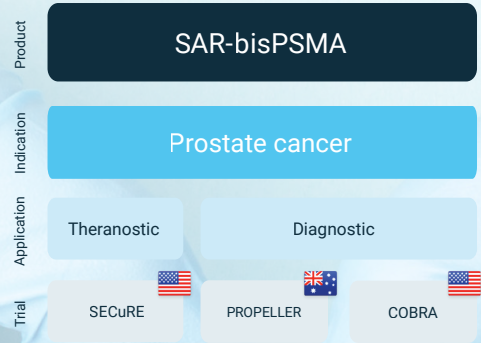 Product
SAR-bisPSMA
Indication
Prostate cancer
Application
Theranostic
Diagnostic
Trial
SECuRE
PROPELLER
COBRA